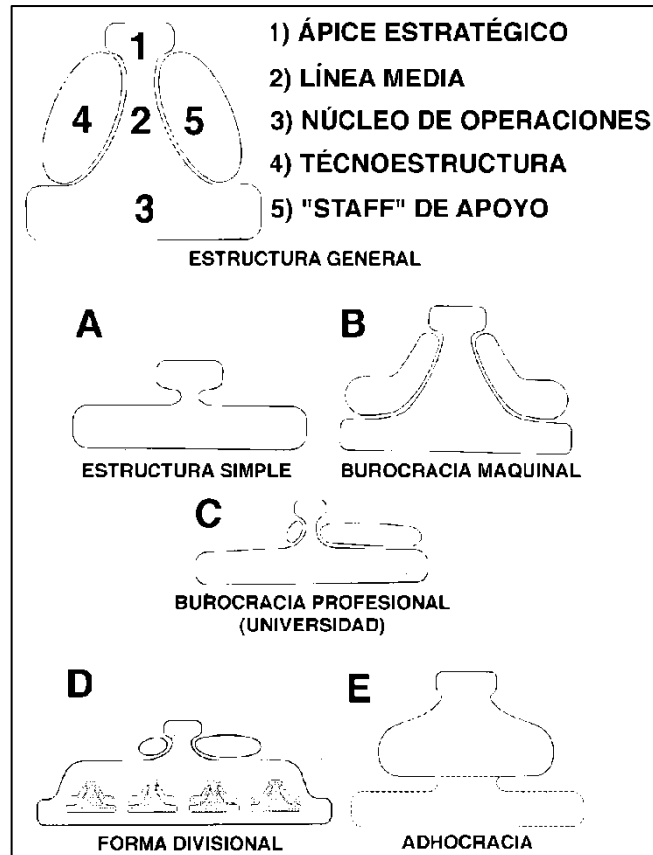 1) ÁPICE ESTRATÉGICO
2) LÍNEA MEDIA
3) NÚCLEO DE OPERACIONES
4) TÉCNOESTRUCTURA
5) "STAFF" DE APOYO
1
4 2 5
3
ESTRUCTURA GENERAL
A
ESTRUCTURA SIMPLE
B
BUROCRACIA MAQUINAL
C
BUROCRACIA PROFESIONAL
(UNIVERSIDAD)
D
FORMA DIVISIONAL
E
ADHOCRACIA